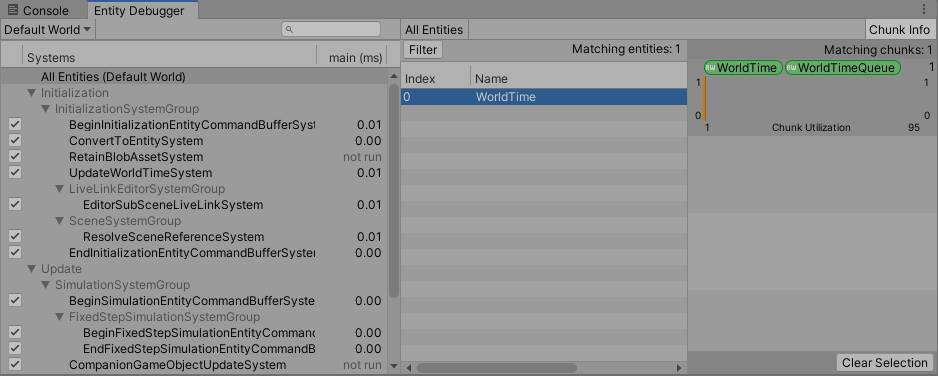 Console
Entity Debugger
Default World
All Entities
Chunk Info
Systems
main (ms)
All Entities (Default World)
Initialization
InitializationSystemGroup
BeginInitializationEntityCommandBufferSyst
0.01
ConvertToEntitySystem
0.00
RetainBlobAssetSystem
not run
UpdateWorldTimeSystem
0.01
LiveLinkEditorSystemGroup
EditorSubSceneLiveLinkSystem
0.01
SceneSystemGroup
ResolveSceneReferenceSystem
0.01
EndInitializationEntityCommandBufferSystem
0.00
Update
SimulationSystemGroup
BeginSimulationEntityCommandBufferSyste
0.00
FixedStepSimulationSystemGroup
BeginFixedStepSimulationEntityCommand
0.00
EndFixedStepSimulationEntityCommandB
0.00
CompanionGameObjectUpdateSystem
not run
Filter
Matching entities: 1
Index
Name
0
WorldTime
Matching chunks: 1
RW WorldTime
RW WorldTimeQueue
1
1
1
0
0
1
Chunk Utilization
95
Clear Selection